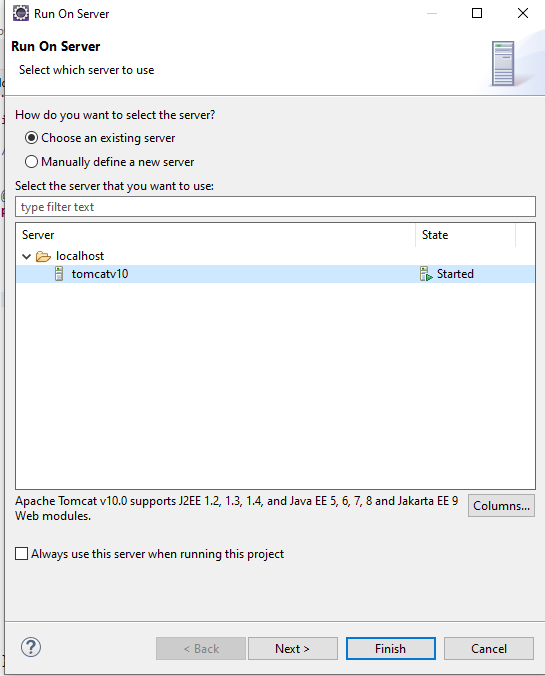 Run On Server
Run On Server
Select which server to use
How do you want to select the server?
Choose an existing server
Manually define a new server
Select the server that you want to use:
type filter text
Server State
localhost
tomcatv10 Started
Apache Tomcat v10.0 supports J2EE 1.2, 1.3, 1.4, and Java EE 5, 6, 7, 8 and Jakarta EE 9
Web modules.
Columns...
Always use this server when running this project
?
< Back Next > Finish Cancel